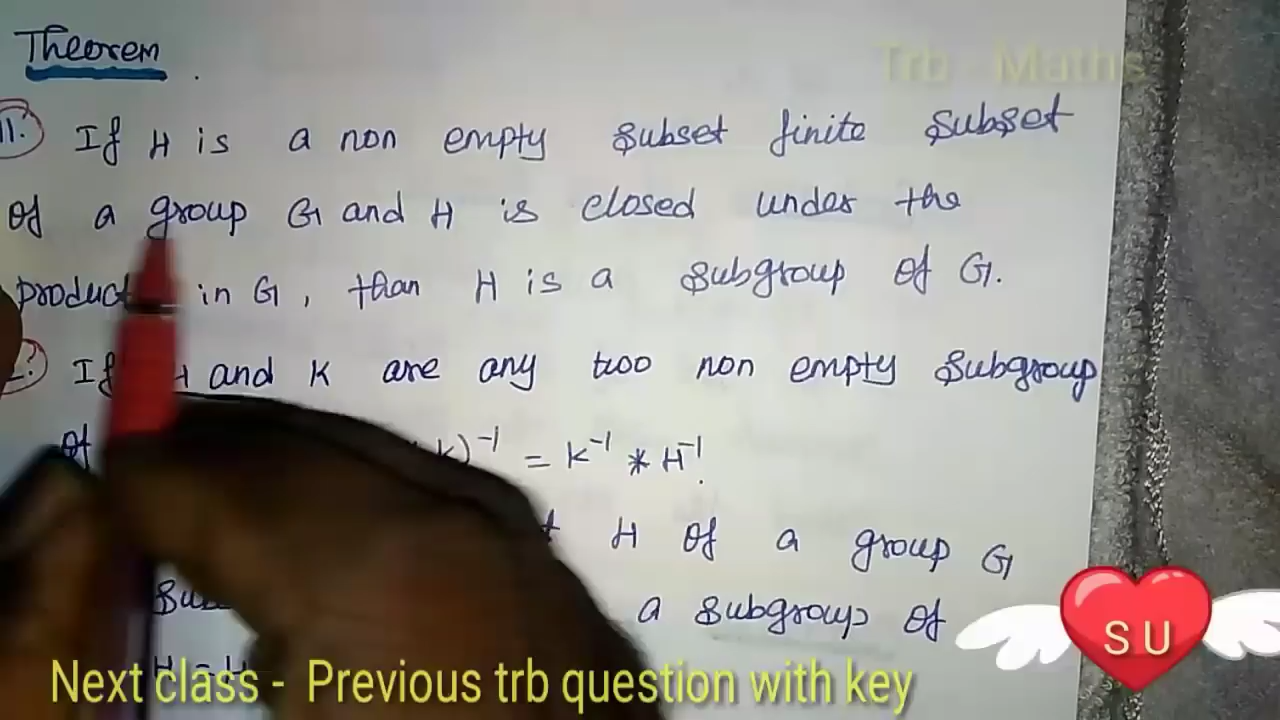 Theorem
Trb - Maths
11. If H is a non empty subset finite subset
of a group G and H is closed under the
product in G, than H is a subgroup of G.
If H and K are any two non empty subgroup
of K)⁻¹ = K⁻¹ * H⁻¹.
H of a group G
a subgroup of
S U
Next class - Previous trb question with key